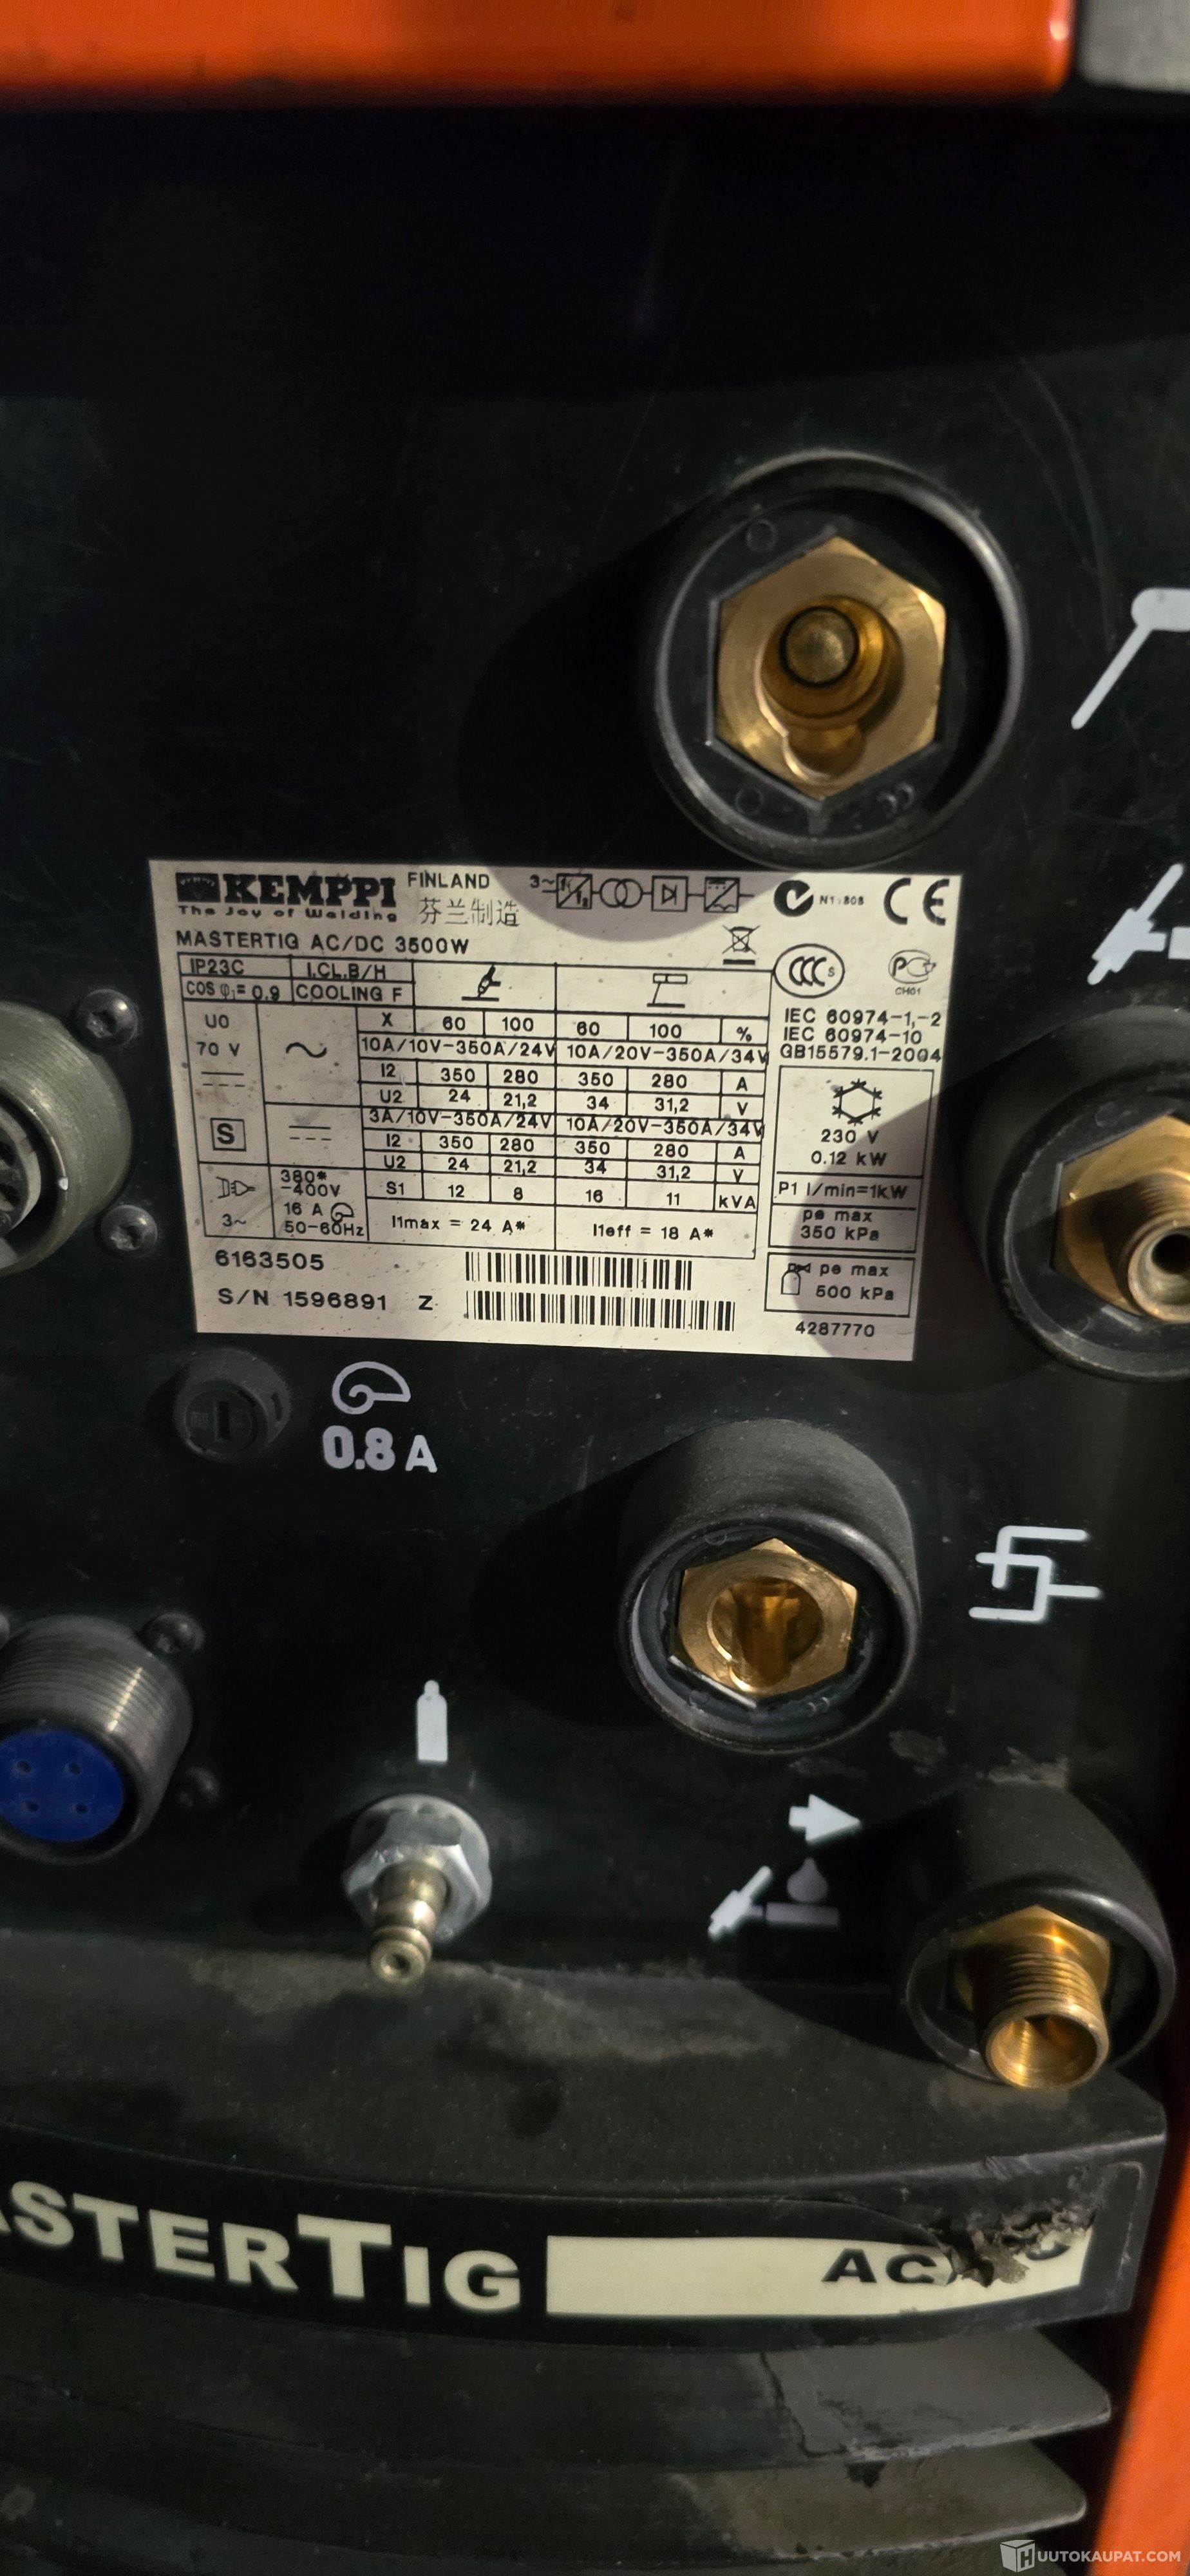 KEMPPI
The Joy of Welding
FINLAND
芬兰制造
3~
N1:808
CE
MASTERTIG AC/DC 3500W
CCC S
PC
CH01
IP23C I.CL.B/H
COS φ₁= 0.9 COOLING F
IEC 60974-1,-2
IEC 60974-10
GB15579.1-2004
U0
70 V
S
X 60 100 60 100 %
10A/10V-350A/24V 10A/20V-350A/34V
I2 350 280 350 280 A
U2 24 21,2 34 31,2 V
3A/10V-350A/24V 10A/20V-350A/34V
I2 350 280 350 280 A
U2 24 21,2 34 31,2 V
S1 12 8 16 11 kVA
3~
380*
-400V
16 A
50-60Hz
I1max = 24 A* I1eff = 18 A*
230 V
0.12 kW
P1 l/min=1kW
pe max
350 kPa
pe max
500 kPa
6163505
S/N 1596891 Z
4287770
0.8 A
ASTERTIG
HUUTOKAUPAT.COM